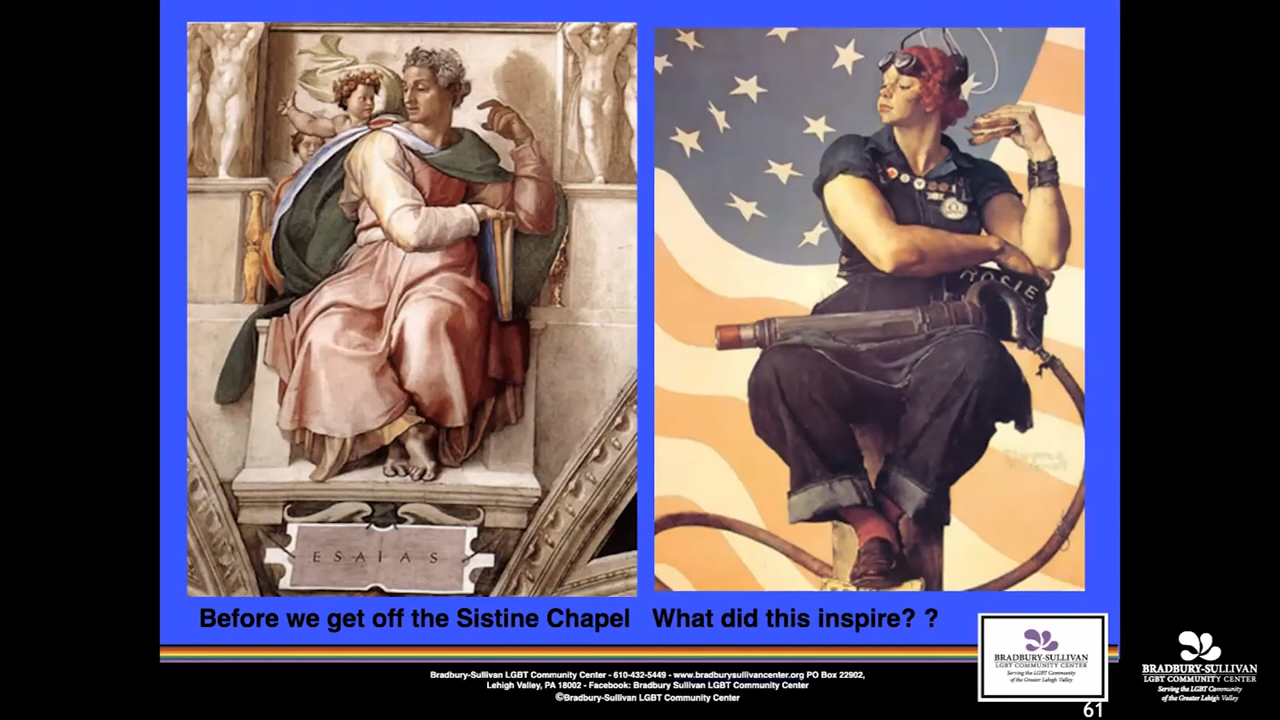 ESAIAS
ROSIE
Before we get off the Sistine Chapel What did this inspire? ?
BRADBURY-SULLIVAN
LGBT COMMUNITY CENTER
Serving the LGBT Community
of the Greater Lehigh Valley
Bradbury-Sullivan LGBT Community Center - 610-432-5449 - www.bradburysullivancenter.org PO Box 22902,
Lehigh Valley, PA 18002 - Facebook: Bradbury Sullivan LGBT Community Center
©Bradbury-Sullivan LGBT Community Center
61
BRADBURY-SULLIVAN
LGBT COMMUNITY CENTER
Serving the LGBT Community
of the Greater Lehigh Valley